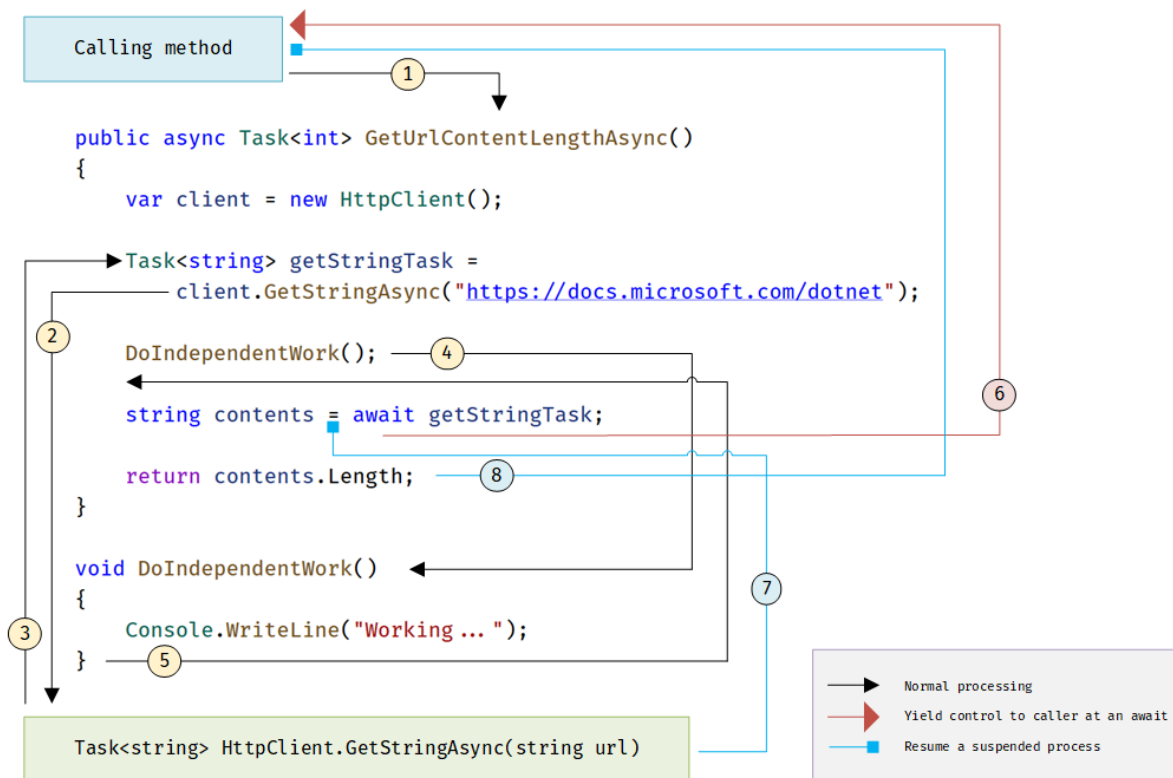 Calling method
1
public async Task<int> GetUrlContentLengthAsync()
{
var client = new HttpClient();
Task<string> getStringTask =
client.GetStringAsync("https://docs.microsoft.com/dotnet");
2
DoIndependentWork();
4
6
string contents = await getStringTask;
return contents.Length;
8
}
void DoIndependentWork()
{
7
3
Console.WriteLine("Working...");
}
5
Normal processing
Yield control to caller at an await
Resume a suspended process
Task<string> HttpClient.GetStringAsync(string url)